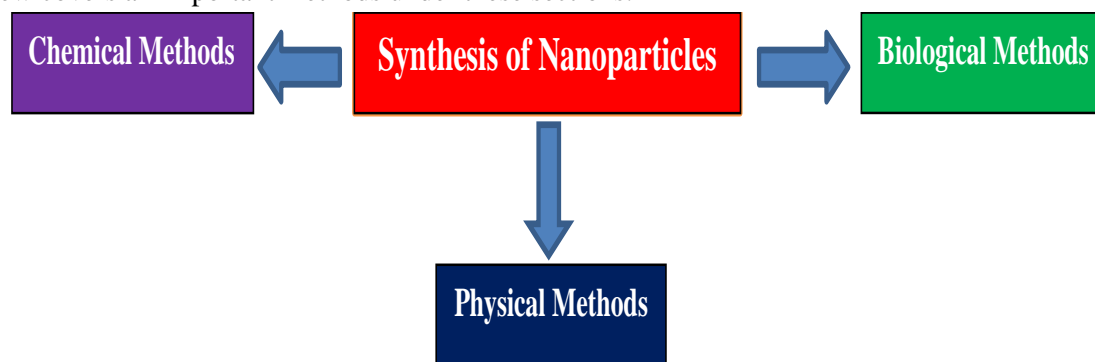 Chemical Methods
Synthesis of Nanoparticles
Biological Methods
Physical Methods